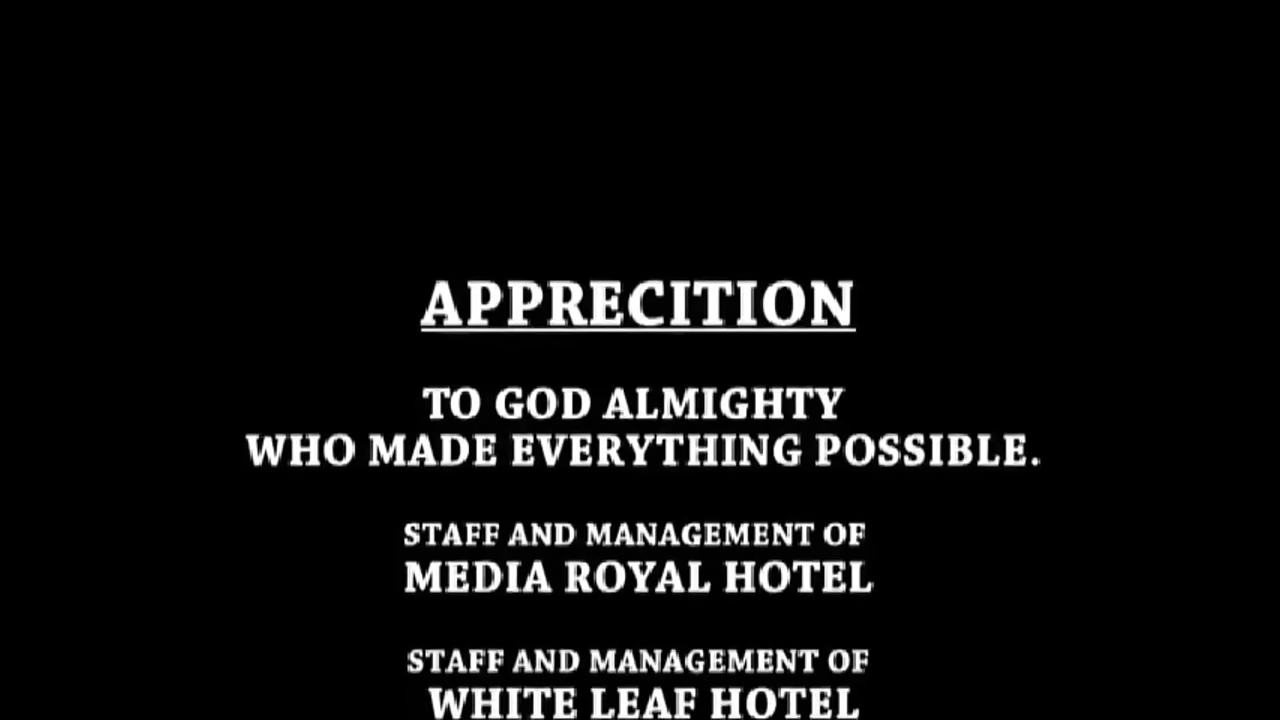 APPRECITION
TO GOD ALMIGHTY
WHO MADE EVERYTHING POSSIBLE.
STAFF AND MANAGEMENT OF
MEDIA ROYAL HOTEL
STAFF AND MANAGEMENT OF
WHITE LEAF HOTEL